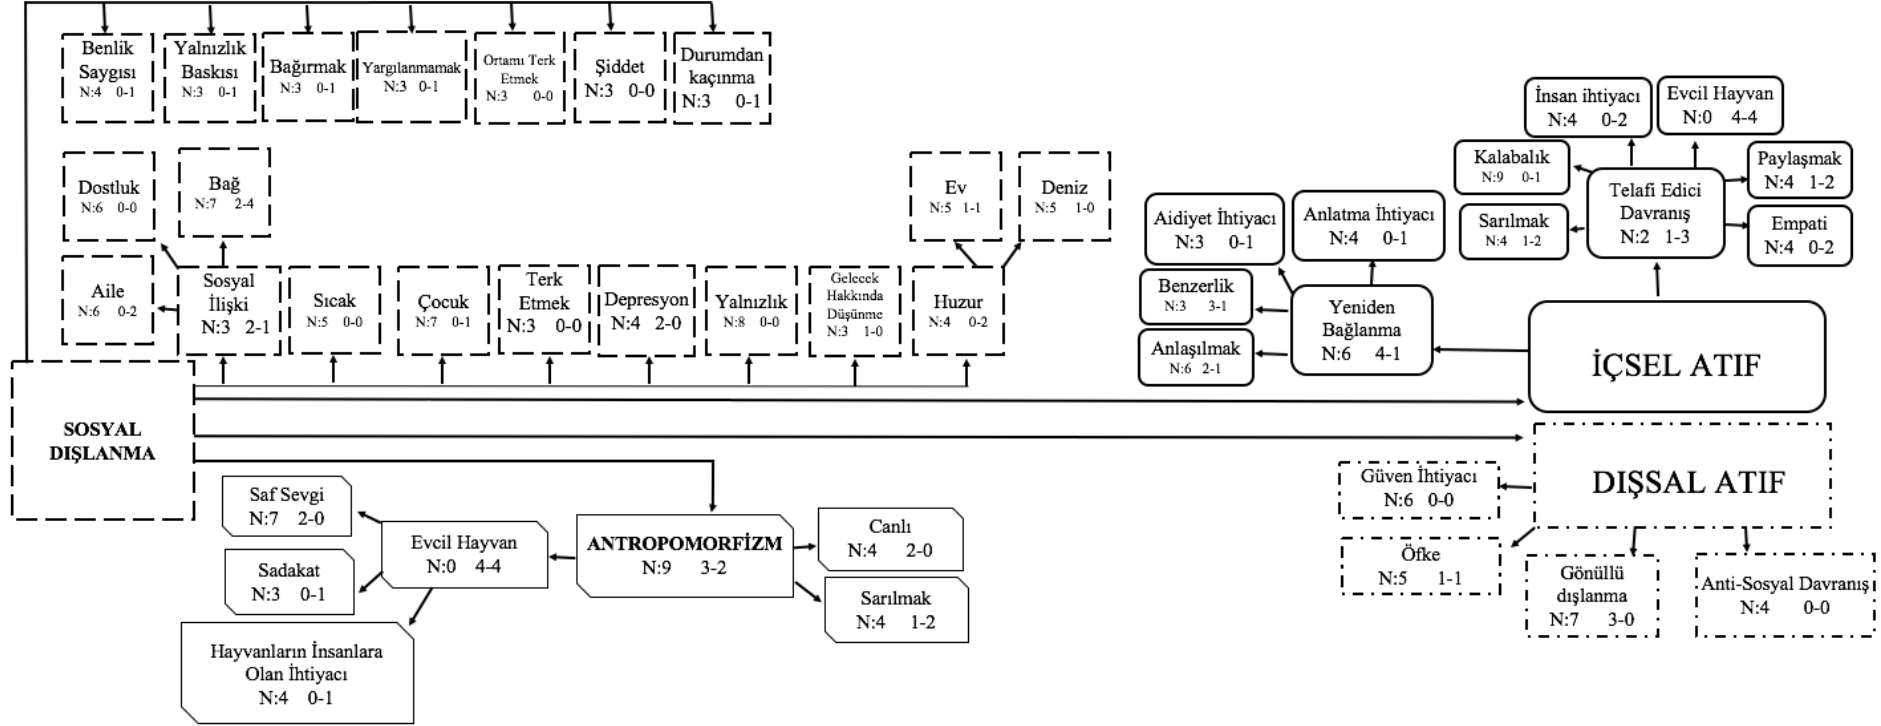 Benlik
Saygısı
N:4 0-1
Yalnızlık
Baskısı
N:3 0-1
Bağırmak
N:3 0-1
Yargılanmamak
N:3 0-1
Ortamı Terk
Etmek
N:3 0-0
Şiddet
N:3 0-0
Durumdan
kaçınma
N:3 0-1
Dostluk
N:6 0-0
Bağ
N:7 2-4
Ev
N:5 1-1
Deniz
N:5 1-0
Aile
N:6 0-2
Sosyal
İlişki
N:3 2-1
Sıcak
N:5 0-0
Çocuk
N:7 0-1
Terk
Etmek
N:3 0-0
Depresyon
N:4 2-0
Yalnızlık
N:8 0-0
Gelecek
Hakkında
Düşünme
N:3 1-0
Huzur
N:4 0-2
SOSYAL
DIŞLANMA
İnsan ihtiyacı
N:4 0-2
Evcil Hayvan
N:0 4-4
Kalabalık
N:9 0-1
Paylaşmak
N:4 1-2
Telafi Edici
Davranış
N:2 1-3
Sarılmak
N:4 1-2
Empati
N:4 0-2
Aidiyet İhtiyacı
N:3 0-1
Anlatma İhtiyacı
N:4 0-1
Benzerlik
N:3 3-1
Yeniden
Bağlanma
N:6 4-1
Anlaşılmak
N:6 2-1
İÇSEL ATIF
DIŞSAL ATIF
Güven İhtiyacı
N:6 0-0
Öfke
N:5 1-1
Gönüllü
dışlanma
N:7 3-0
Anti-Sosyal Davranış
N:4 0-0
Saf Sevgi
N:7 2-0
Evcil Hayvan
N:0 4-4
ANTROPOMORFİZM
N:9 3-2
Canlı
N:4 2-0
Sadakat
N:3 0-1
Sarılmak
N:4 1-2
Hayvanların İnsanlara
Olan İhtiyacı
N:4 0-1